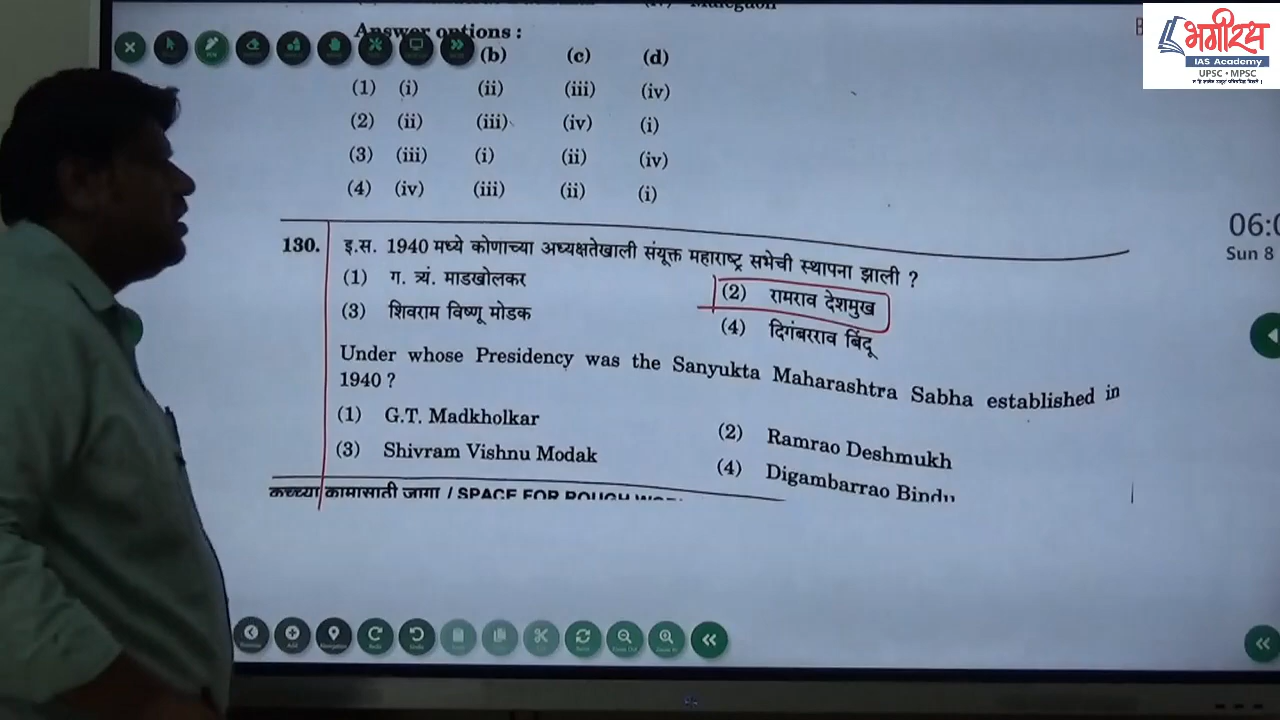 Answer options :
(b) (c) (d)
(1) (i) (ii) (iii) (iv)
(2) (ii) (iii) (iv) (i)
(3) (iii) (i) (ii) (iv)
(4) (iv) (iii) (ii) (i)
130. इ.स. 1940 मध्ये कोणाच्या अध्यक्षतेखाली संयूक्त महाराष्ट्र सभेची स्थापना झाली ?
(1) ग. त्र्यं. माडखोलकर (2) रामराव देशमुख
(3) शिवराम विष्णू मोडक (4) दिगंबरराव बिंदू
Under whose Presidency was the Sanyukta Maharashtra Sabha established in
1940 ?
(1) G.T. Madkholkar (2) Ramrao Deshmukh
(3) Shivram Vishnu Modak (4) Digambarrao Bindu
कच्च्या कामासाठी जागा / SPACE FOR ROUGH WORK
भगीरथ
IAS Academy
UPSC • MPSC
06:0
Sun 8